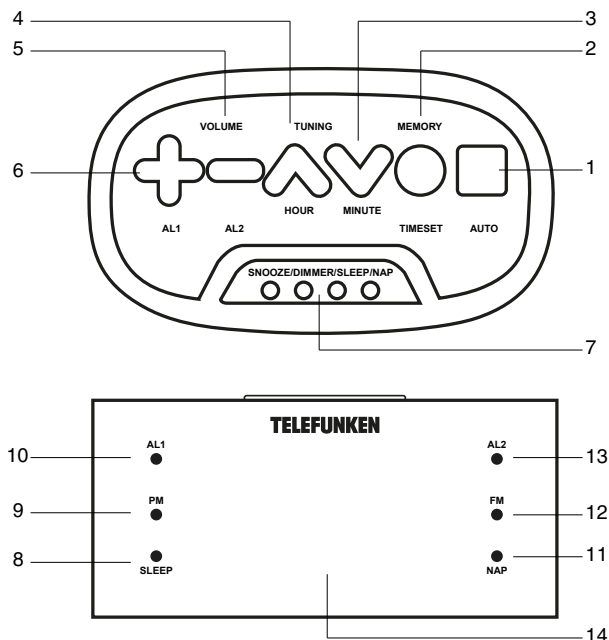 4
3
5
2
VOLUME TUNING MEMORY
6
1
HOUR MINUTE
AL1 AL2 TIMESET AUTO
SNOOZE/DIMMER/SLEEP/NAP
7
TELEFUNKEN
AL1 AL2
10
13
PM FM
9
12
8
11
SLEEP NAP
14